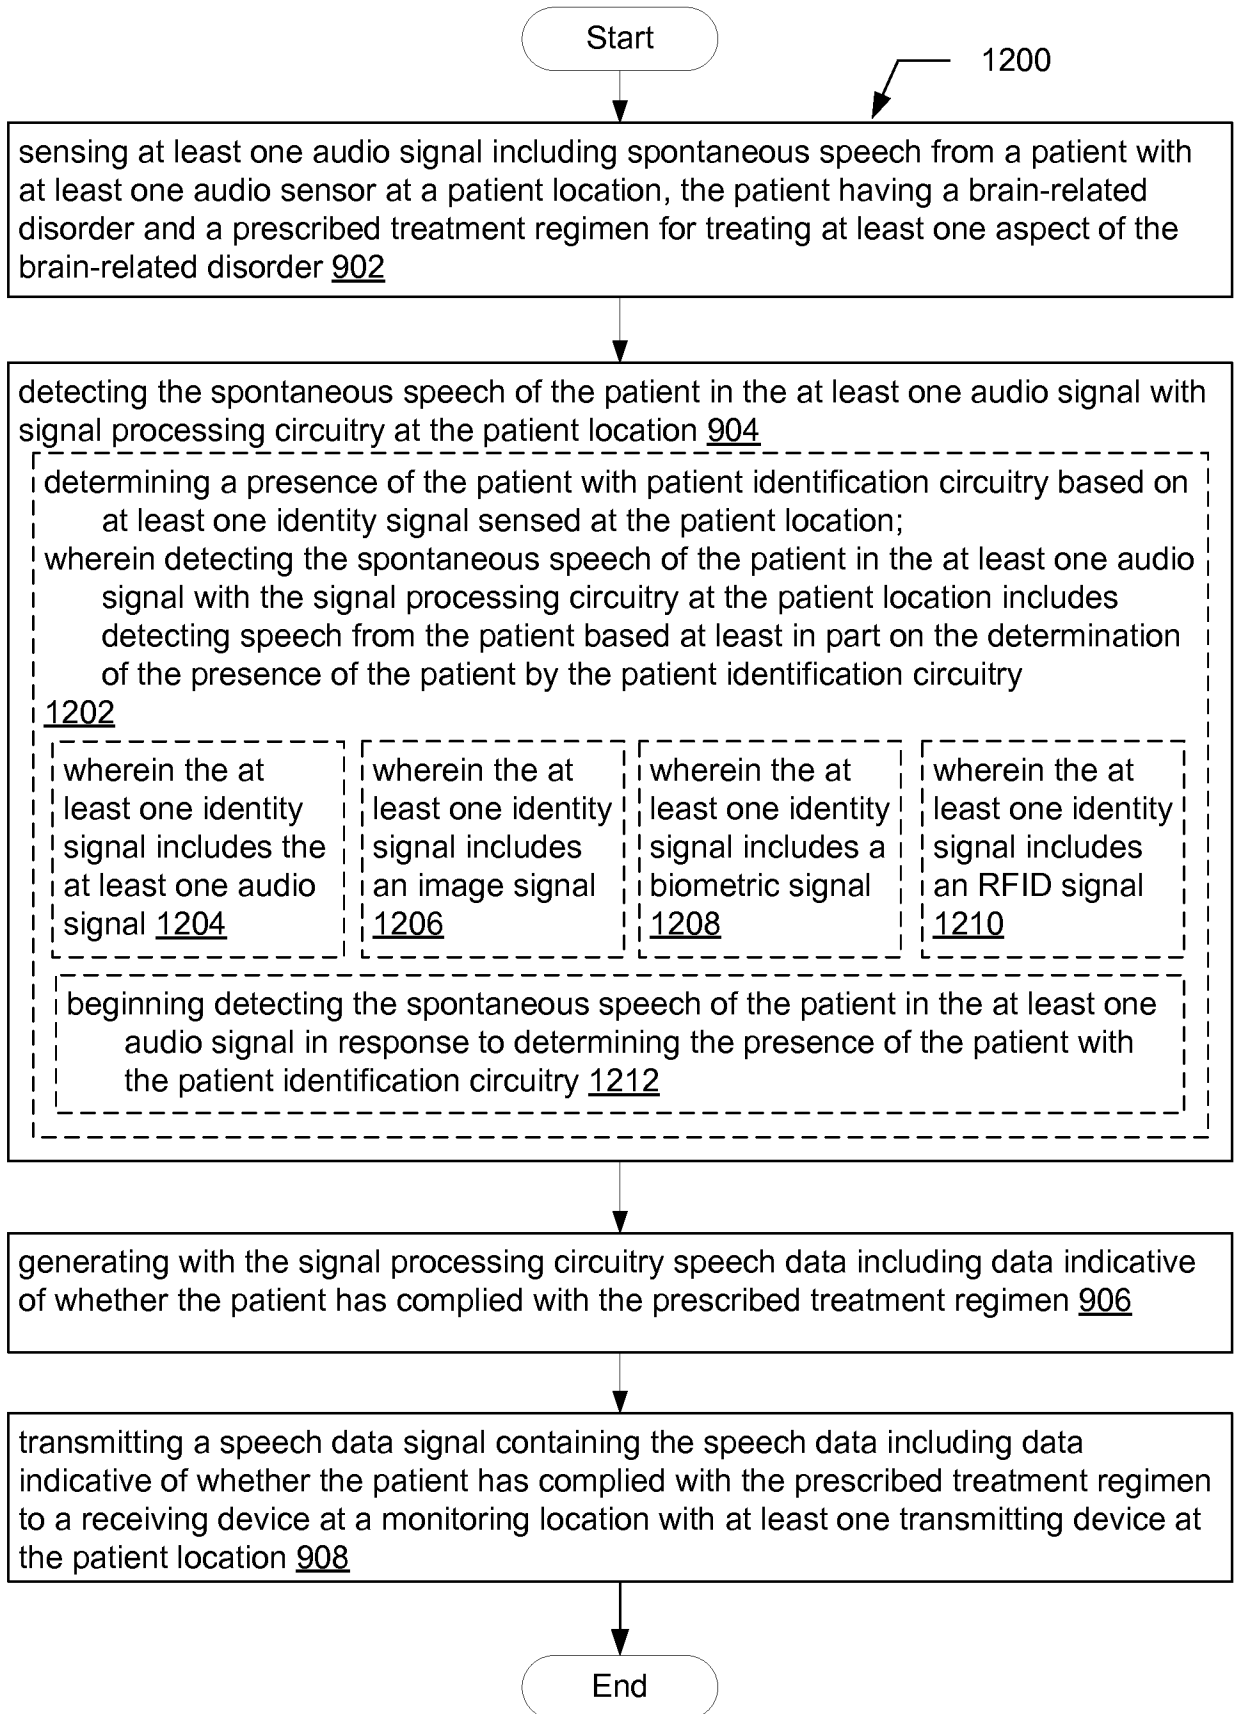 Start
1200
sensing at least one audio signal including spontaneous speech from a patient with
at least one audio sensor at a patient location, the patient having a brain-related
disorder and a prescribed treatment regimen for treating at least one aspect of the
brain-related disorder 902
detecting the spontaneous speech of the patient in the at least one audio signal with
signal processing circuitry at the patient location 904
determining a presence of the patient with patient identification circuitry based on
at least one identity signal sensed at the patient location;
wherein detecting the spontaneous speech of the patient in the at least one audio
signal with the signal processing circuitry at the patient location includes
detecting speech from the patient based at least in part on the determination
of the presence of the patient by the patient identification circuitry
1202
wherein the at
least one identity
signal includes the
at least one audio
signal 1204
wherein the at
least one identity
signal includes
an image signal
1206
wherein the at
least one identity
signal includes a
biometric signal
1208
wherein the at
least one identity
signal includes
an RFID signal
1210
beginning detecting the spontaneous speech of the patient in the at least one
audio signal in response to determining the presence of the patient with
the patient identification circuitry 1212
generating with the signal processing circuitry speech data including data indicative
of whether the patient has complied with the prescribed treatment regimen 906
transmitting a speech data signal containing the speech data including data
indicative of whether the patient has complied with the prescribed treatment regimen
to a receiving device at a monitoring location with at least one transmitting device at
the patient location 908
End